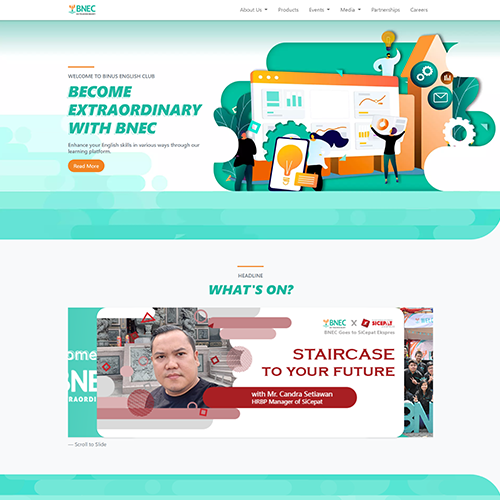 BNEC
About Us
Products
Events
Media
Partnerships
Careers
WELCOME TO BINUS ENGLISH CLUB
BECOME
EXTRAORDINARY
WITH BNEC
Enhance your English skills in various ways through our
learning platform.
Read More
HEADLINE
WHAT'S ON?
BNEC X SICEPAT
BNEC Goes to SiCepat Ekspres
STAIRCASE
TO YOUR FUTURE
with Mr. Candra Setiawan
HRBP Manager of SiCepat
ome
BNE
RAORDIN
BN
— Scroll to Slide